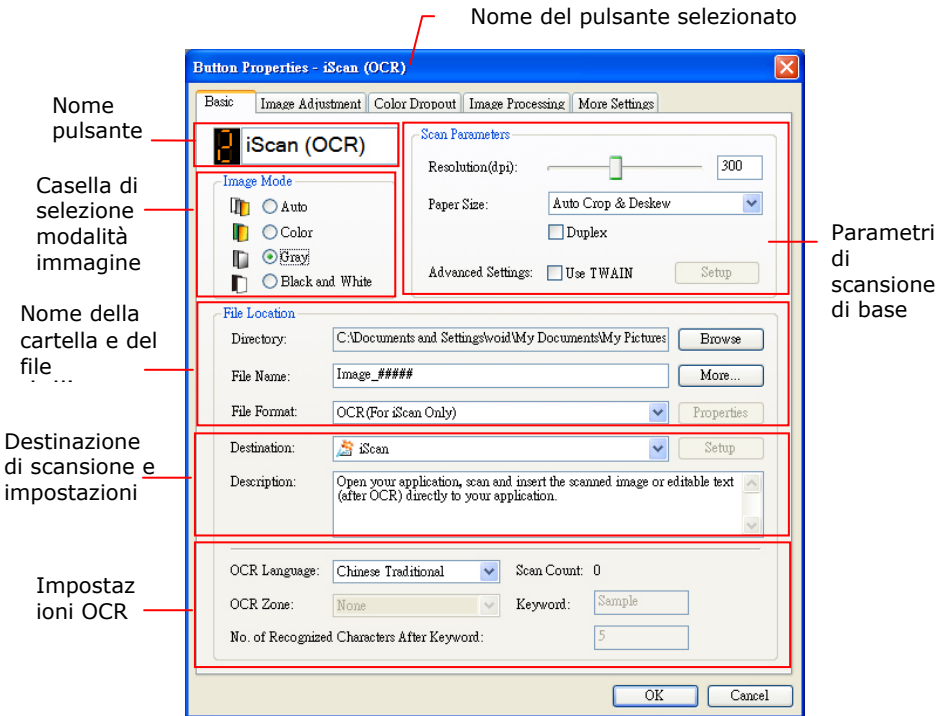 Nome del pulsante selezionato
Button Properties - iScan (OCR)
Basic
Image Adjustment
Color Dropout
Image Processing
More Settings
Nome
pulsante
2
iScan (OCR)
Casella di
selezione
modalità
immagine
Image Mode
Auto
Color
Gray
Black and White
Scan Parameters
Resolution(dpi):
300
Paper Size:
Auto Crop & Deskew
Duplex
Advanced Settings:
Use TWAIN
Setup
Parametri
di
scansione
di base
Nome della
cartella e del
file
File Location
Directory:
C:\Documents and Settings\void\My Documents\My Pictures
Browse
File Name:
Image_#####
More...
File Format:
OCR(For iScan Only)
Properties
Destinazione
di scansione e
impostazioni
Destination:
iScan
Setup
Description:
Open your application, scan and insert the scanned image or editable text
(after OCR) directly to your application.
Impostaz
ioni OCR
OCR Language:
Chinese Traditional
Scan Count:
0
OCR Zone:
None
Keyword:
Sample
No. of Recognized Characters After Keyword:
5
OK
Cancel